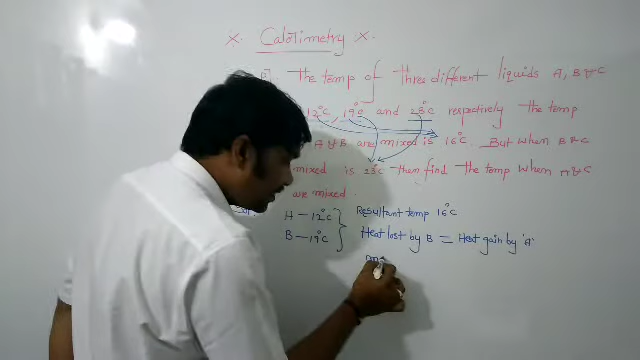 × Calorimetry ×
The temp of three different liquids A, B & C
12°C, 19°C and 28°C respectively the temp
A & B are mixed is 16°C. But when B & C
mixed is 23°C then find the temp when A & C
are mixed.
A — 12°C } Resultant temp 16°C
B — 19°C
Heat lost by B = Heat gain by 'A'